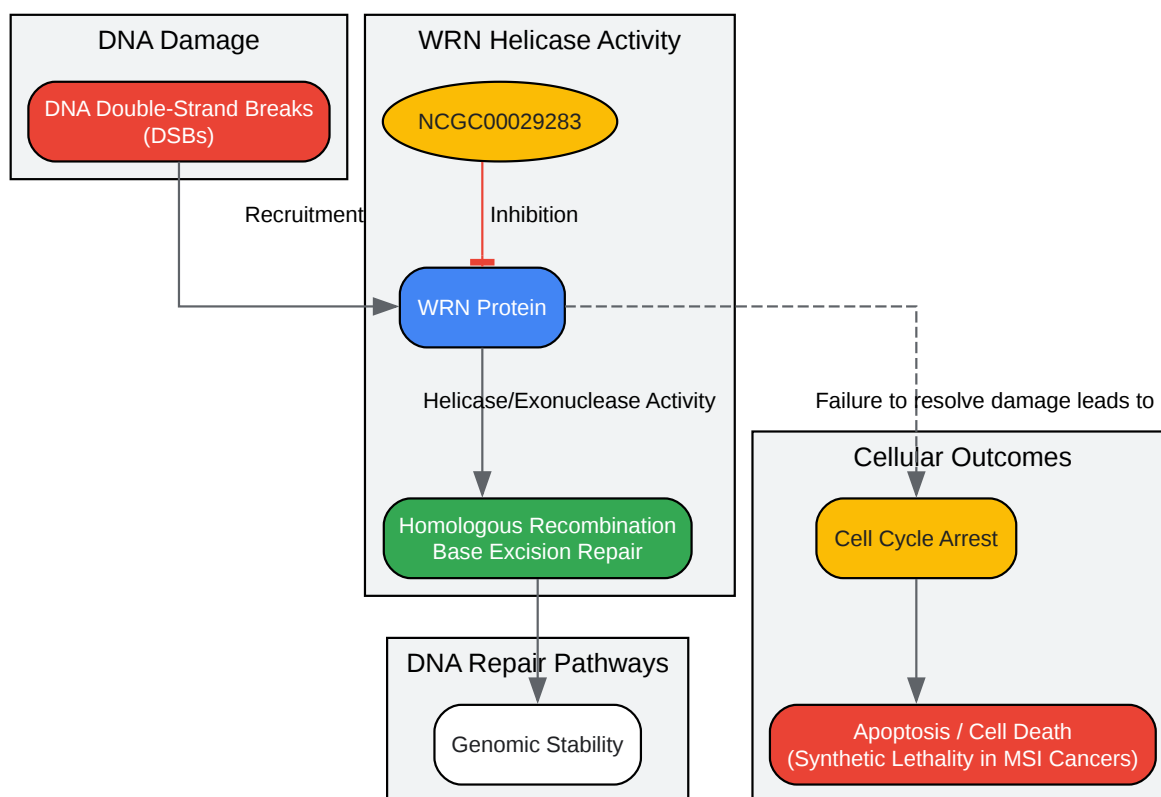 DNA Damage
DNA Double-Strand Breaks
(DSBs)
WRN Helicase Activity
NCGC00029283
Recruitment
Inhibition
WRN Protein
Helicase/Exonuclease Activity
Failure to resolve damage leads to
Homologous Recombination
Base Excision Repair
DNA Repair Pathways
Genomic Stability
Cellular Outcomes
Cell Cycle Arrest
Apoptosis / Cell Death
(Synthetic Lethality in MSI Cancers)